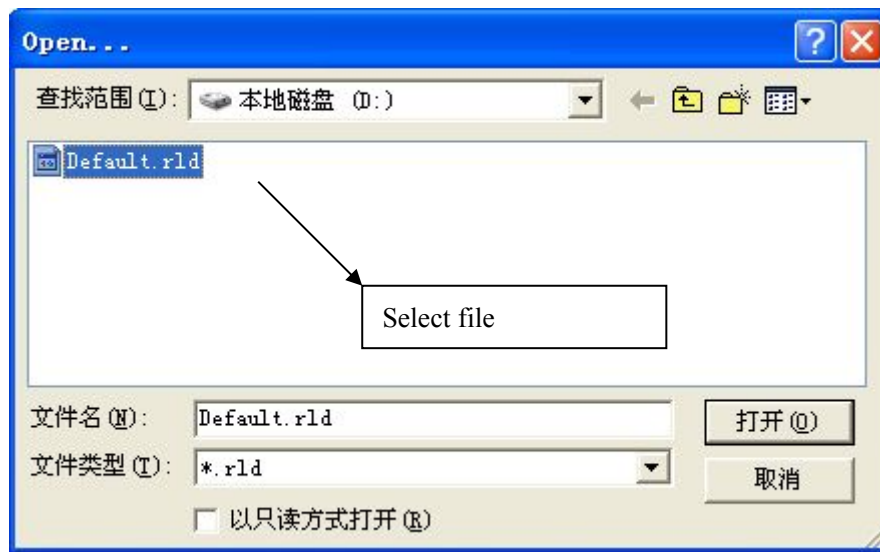 Open...
查找范围(I): 本地磁盘 (D:)
Default.rld
Select file
文件名(N): Default.rld
打开(O)
文件类型(T): *.rld
取消
以只读方式打开(R)